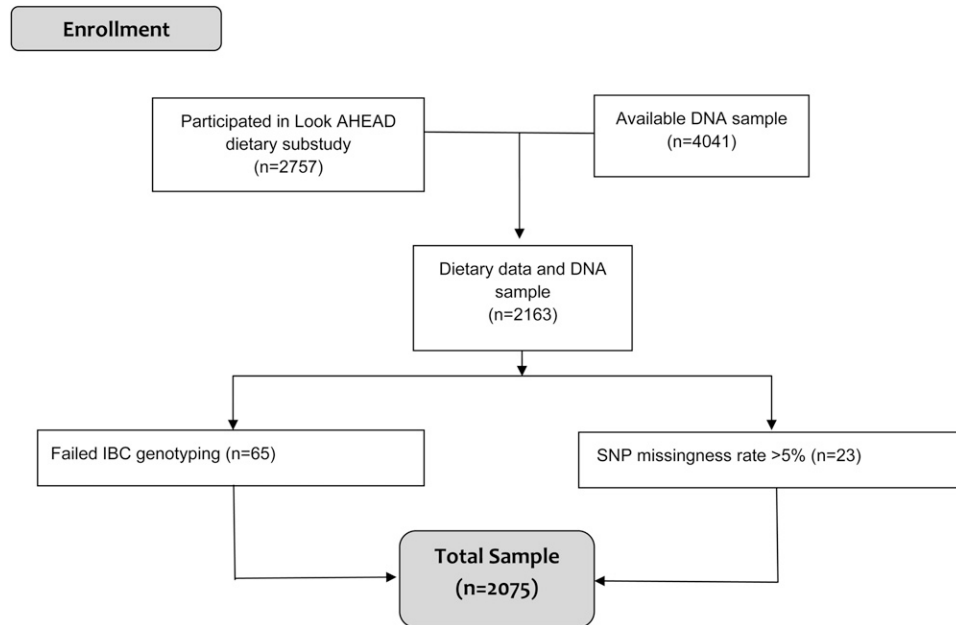 Enrollment
Participated in Look AHEAD
dietary substudy
(n=2757)
Available DNA sample
(n=4041)
Dietary data and DNA
sample
(n=2163)
Failed IBC genotyping (n=65)
SNP missingness rate >5% (n=23)
Total Sample
(n=2075)